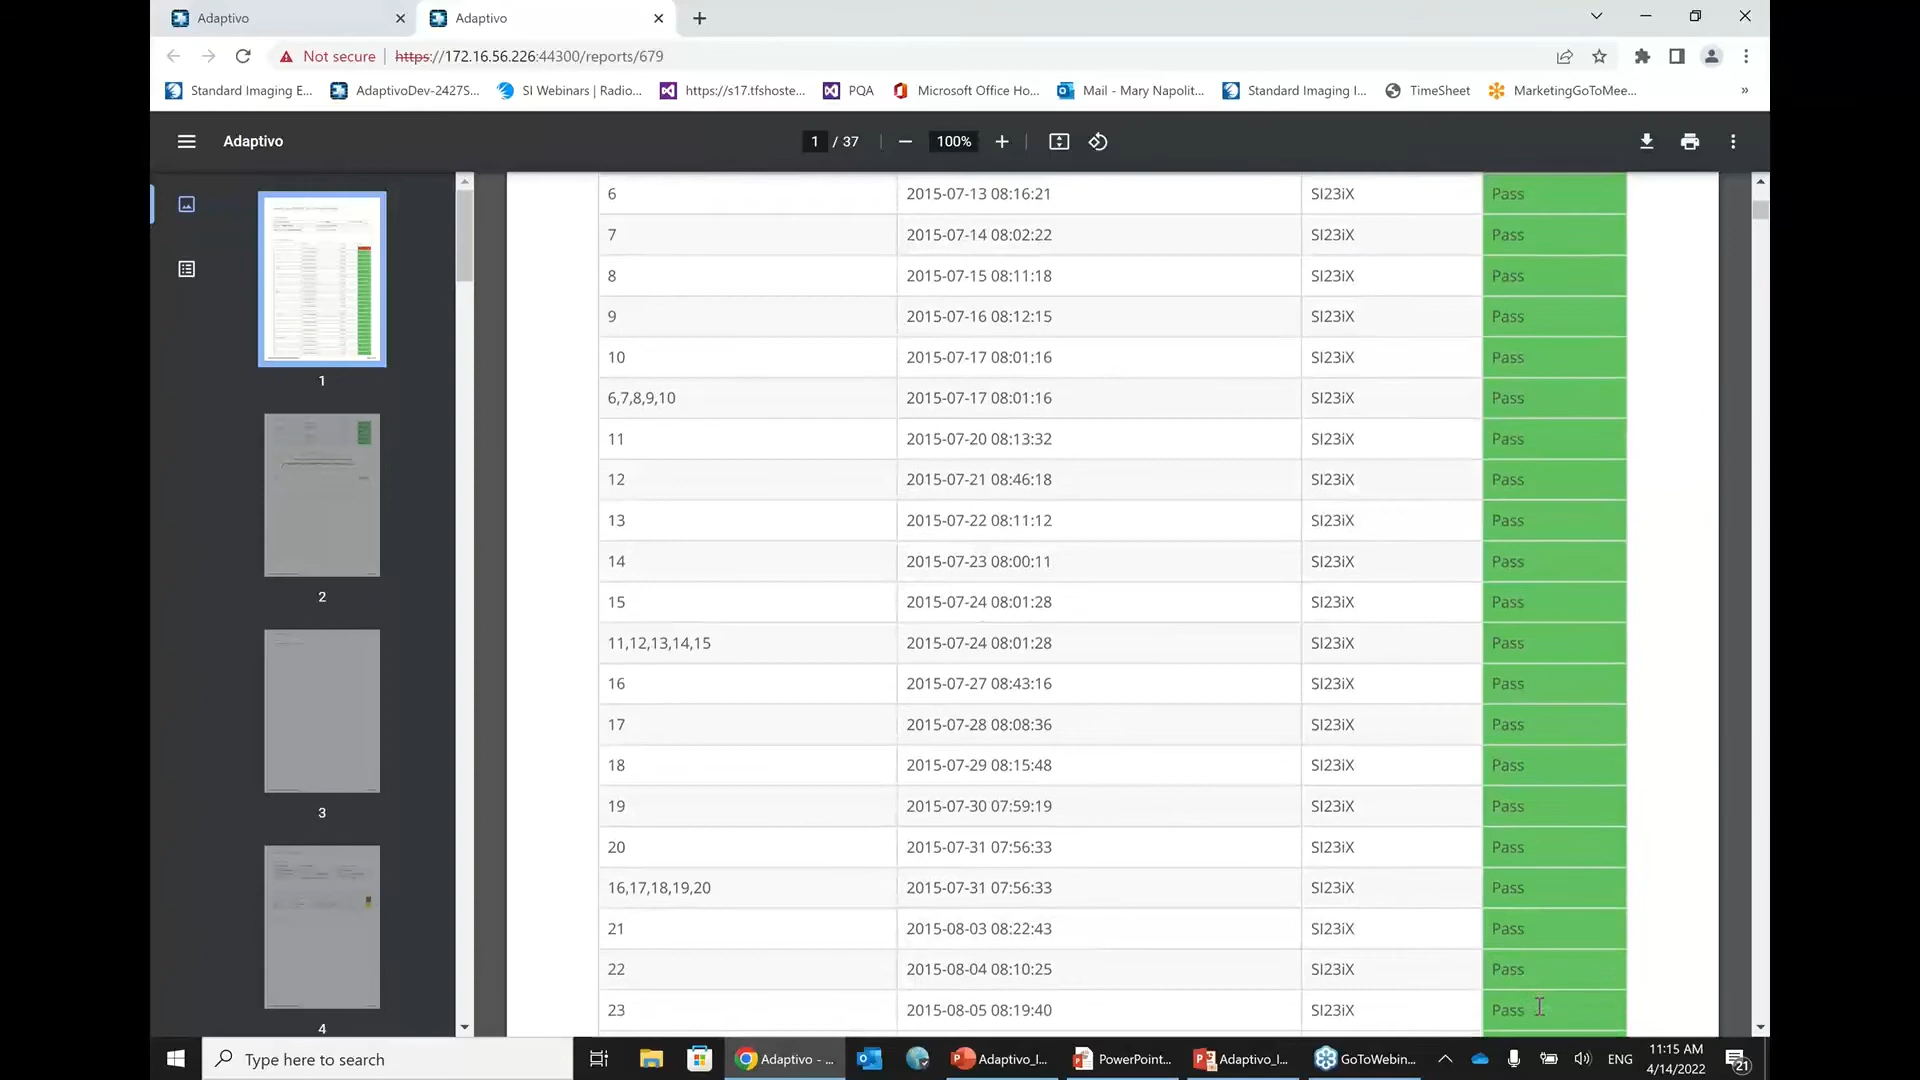 Adaptivo
Adaptivo
Not secure https://172.16.56.226:44300/reports/679
Standard Imaging E...
AdaptivoDev-2427S...
SI Webinars | Radio...
https://s17.tfshoste...
PQA
Microsoft Office Ho...
Mail - Mary Napolit...
Standard Imaging I...
TimeSheet
MarketingGoToMee...
»
Adaptivo
1 / 37
100%
1
2
3
4
6 2015-07-13 08:16:21 SI23iX Pass
7 2015-07-14 08:02:22 SI23iX Pass
8 2015-07-15 08:11:18 SI23iX Pass
9 2015-07-16 08:12:15 SI23iX Pass
10 2015-07-17 08:01:16 SI23iX Pass
6,7,8,9,10 2015-07-17 08:01:16 SI23iX Pass
11 2015-07-20 08:13:32 SI23iX Pass
12 2015-07-21 08:46:18 SI23iX Pass
13 2015-07-22 08:11:12 SI23iX Pass
14 2015-07-23 08:00:11 SI23iX Pass
15 2015-07-24 08:01:28 SI23iX Pass
11,12,13,14,15 2015-07-24 08:01:28 SI23iX Pass
16 2015-07-27 08:43:16 SI23iX Pass
17 2015-07-28 08:08:36 SI23iX Pass
18 2015-07-29 08:15:48 SI23iX Pass
19 2015-07-30 07:59:19 SI23iX Pass
20 2015-07-31 07:56:33 SI23iX Pass
16,17,18,19,20 2015-07-31 07:56:33 SI23iX Pass
21 2015-08-03 08:22:43 SI23iX Pass
22 2015-08-04 08:10:25 SI23iX Pass
23 2015-08-05 08:19:40 SI23iX Pass
Type here to search
Adaptivo - ...
Adaptivo_I...
PowerPoint...
Adaptivo_I...
GoToWebin...
ENG
11:15 AM
4/14/2022
21